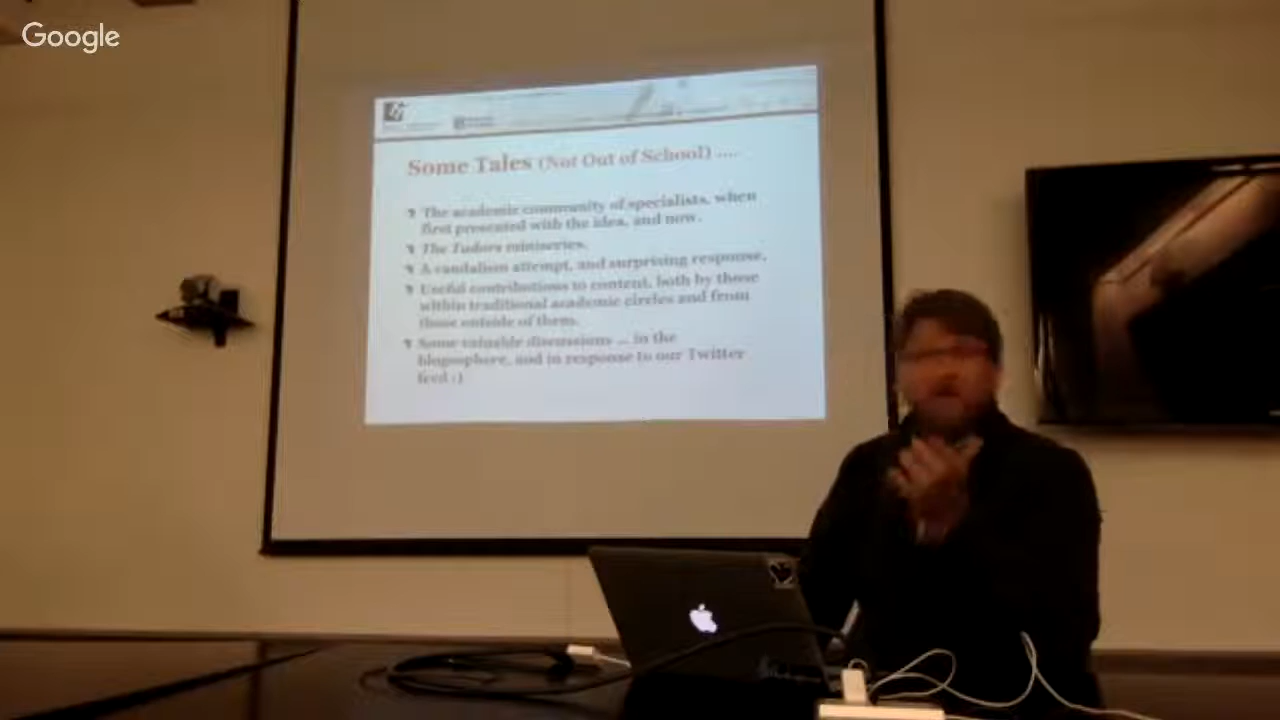 Google
Some Tales (Not Out of School) ....
The academic community of specialists, when
first presented with the idea, and now.
The Tudors miniseries.
A vandalism attempt, and surprising response.
Useful contributions to content, both by those
within traditional academic circles and from
those outside of them.
Some valuable discussions ... in the
blogosphere, and in response to our Twitter
feed :)